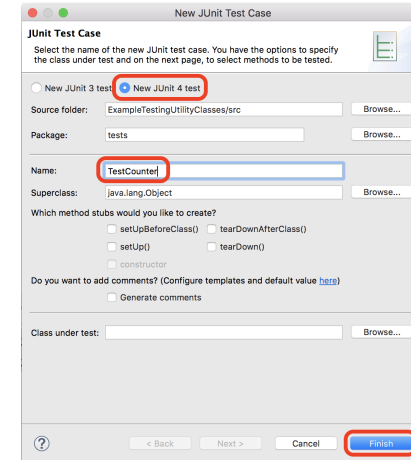 New JUnit Test Case
JUnit Test Case
Select the name of the new JUnit test case. You have the options to specify
the class under test and on the next page, to select methods to be tested.
New JUnit 3 test New JUnit 4 test
Source folder: ExampleTestingUtilityClasses/src Browse...
Package: tests Browse...
Name: TestCounter
Superclass: java.lang.Object Browse...
Which method stubs would you like to create?
setUpBeforeClass() tearDownAfterClass()
setUp() tearDown()
constructor
Do you want to add comments? (Configure templates and default value here)
Generate comments
Class under test: Browse...
? < Back Next > Cancel Finish